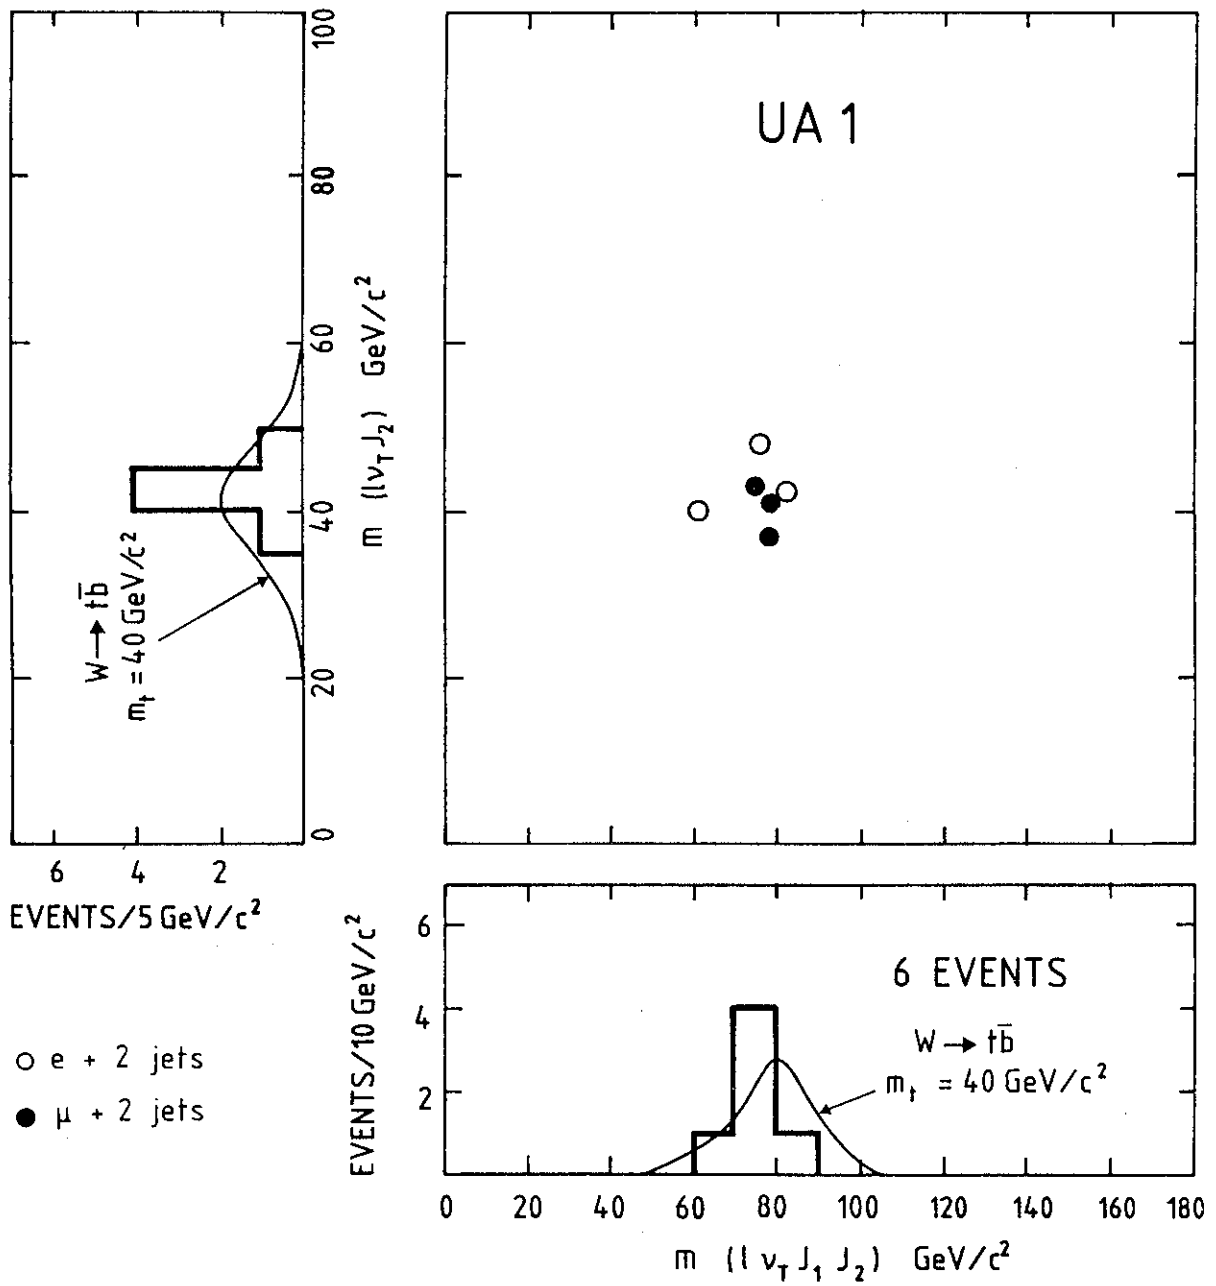 UA 1
100
80
60
40
20
0
m (lν_T J_2) GeV/c²
W → tb̄
m_t = 40 GeV/c²
6 4 2
EVENTS/5 GeV/c²
○ e + 2 jets
● μ + 2 jets
6
4
2
EVENTS/10 GeV/c²
6 EVENTS
W → tb̄
m_t = 40 GeV/c²
0 20 40 60 80 100 120 140 160 180
m (l ν_T J_1 J_2) GeV/c²